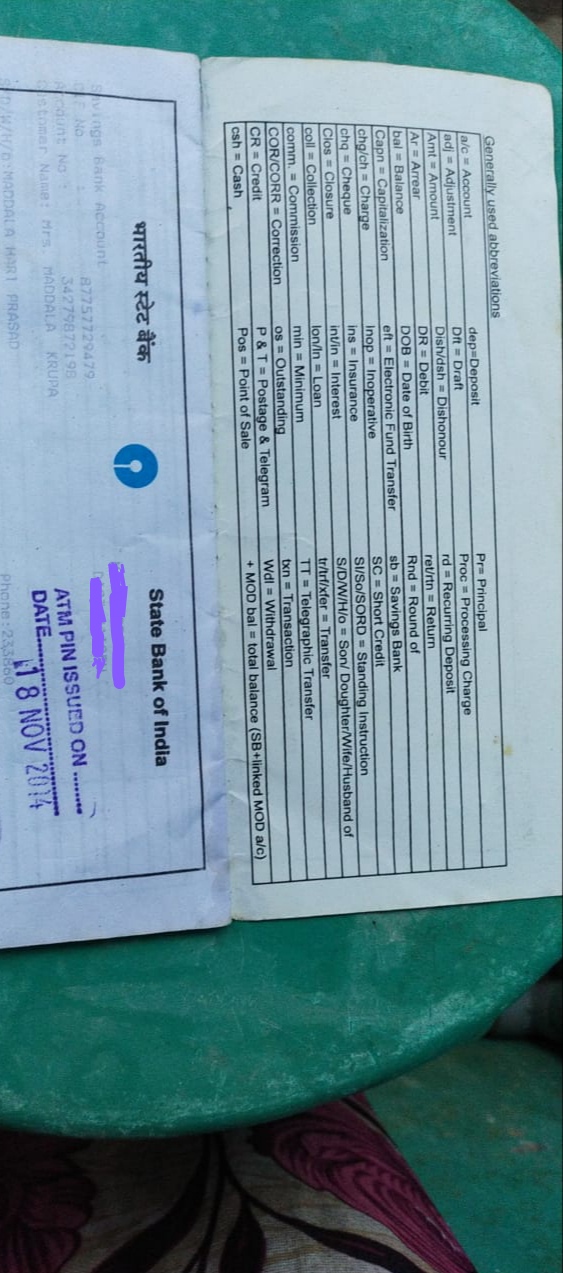 Generally used abbreviations
a/c = Account dep=Deposit Pr= Principal
adj = Adjustment Dft = Draft Proc = Processing Charge
Amt = Amount Dish/dsh = Dishonour rd = Recurring Deposit
Ar = Arrear DR = Debit ret/rtn = Return
bal = Balance DOB = Date of Birth Rnd = Round of
Capn = Capitalization eft = Electronic Fund Transfer sb = Savings Bank
chg/ch = Charge Inop = Inoperative SC = Short Credit
chq = Cheque ins = Insurance SI/So/SORD = Standing Instruction
Clos = Closure int/in = Interest S/D/W/H/o = Son/ Doughter/Wife/Husband of
coll = Collection lon/ln = Loan tr/trf/xfer = Transfer
comm. = Commission min = Minimum TT = Telegraphic Transfer
COR/CORR = Correction os = Outstanding txn = Transaction
CR = Credit P & T = Postage & Telegram Wdl = Withdrawal
csh = Cash Pos = Point of Sale + MOD bal = total balance (SB+linked MOD a/c)
भारतीय स्टेट बैंक State Bank of India
Savings Bank Account
No : 87757729479
Account No : 34279872198
Customer Name: Mrs. MADDALA KRUPA
MADDALA HARI PRASAD
ATM PIN ISSUED ON ........
DATE
18 NOV 2014
Phone:233860